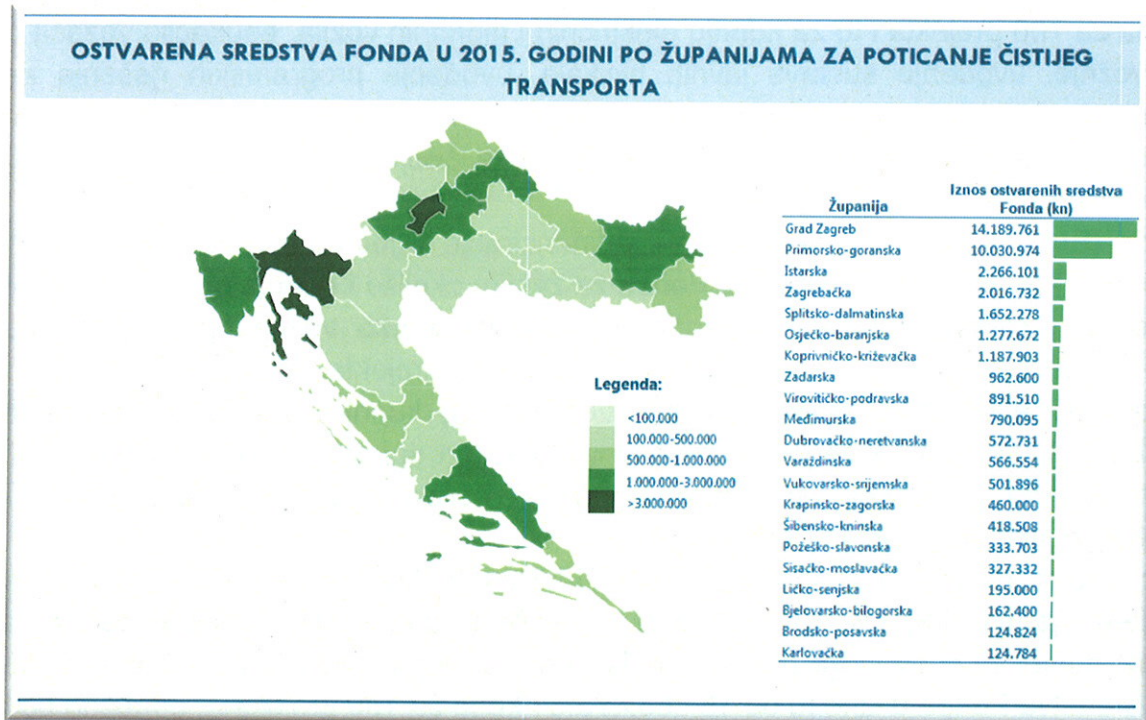 OSTVARENA SREDSTVA FONDA U 2015. GODINI PO ŽUPANIJAMA ZA POTICANJE ČISTIJEG
TRANSPORTA
Županija Iznos ostvarenih sredstva Fonda (kn)
Grad Zagreb 14.189.761
Primorsko-goranska 10.030.974
Istarska 2.266.101
Zagrebačka 2.016.732
Splitsko-dalmatinska 1.652.278
Osječko-baranjska 1.277.672
Koprivničko-križevačka 1.187.903
Zadarska 962.600
Virovitičko-podravska 891.510
Međimurska 790.095
Dubrovačko-neretvanska 572.731
Varaždinska 566.554
Vukovarsko-srijemska 501.896
Krapinsko-zagorska 460.000
Šibensko-kninska 418.508
Požeško-slavonska 333.703
Sisačko-moslavačka 327.332
Ličko-senjska 195.000
Bjelovarsko-bilogorska 162.400
Brodsko-posavska 124.824
Karlovačka 124.784
Legenda:
<100.000
100.000-500.000
500.000-1.000.000
1.000.000-3.000.000
>3.000.000